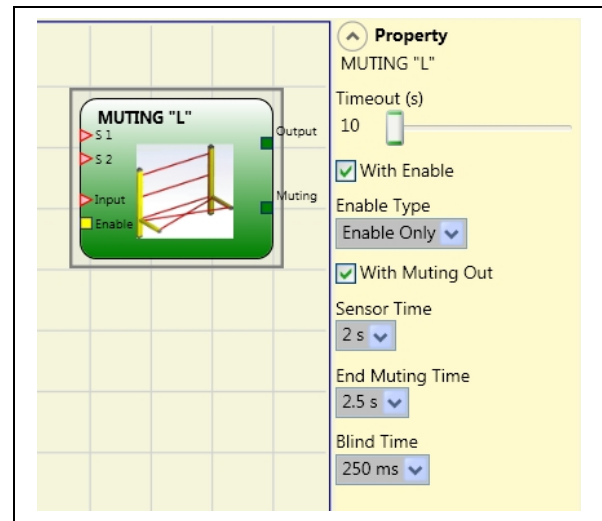 MUTING "L"
S 1
S 2
Input
Enable
Output
Muting
Property
MUTING "L"
Timeout (s)
10
With Enable
Enable Type
Enable Only
With Muting Out
Sensor Time
2 s
End Muting Time
2.5 s
Blind Time
250 ms